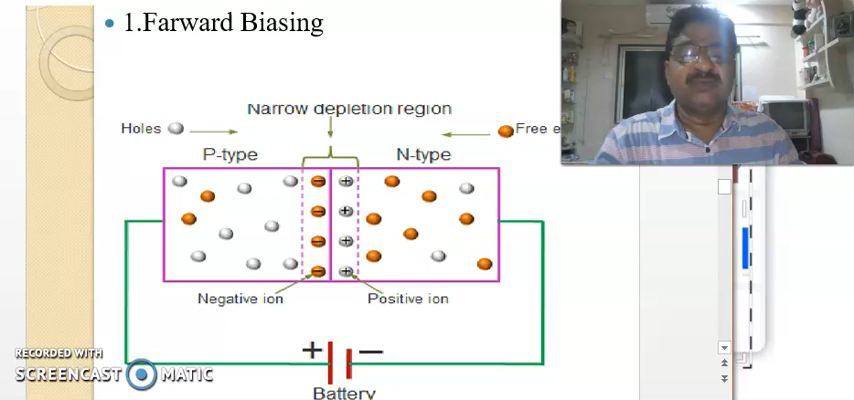 1.Farward Biasing
Narrow depletion region
Holes
Free e
P-type
N-type
Negative ion
Positive ion
+
−
Battery
RECORDED WITH
SCREENCAST MATIC